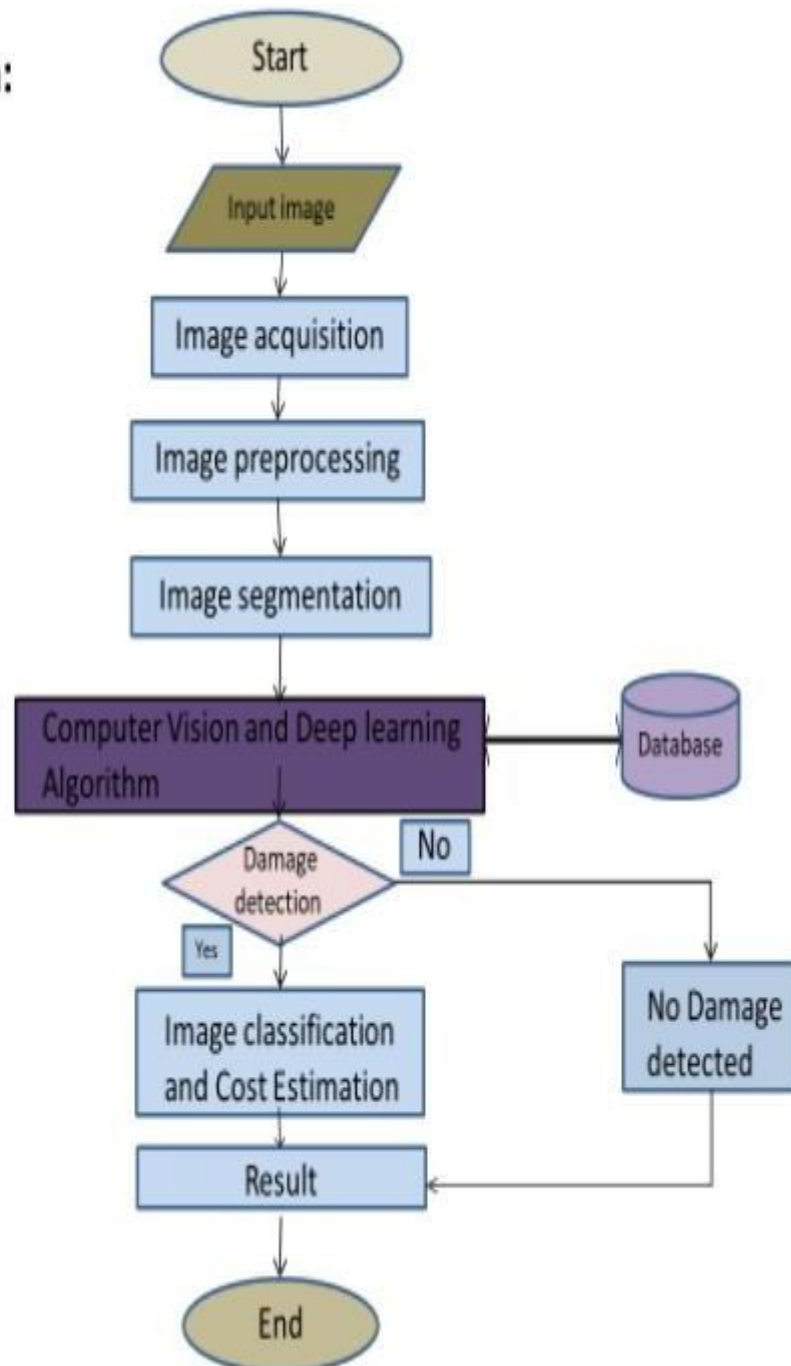 Start
Input image
Image acquisition
Image preprocessing
Image segmentation
Computer Vision and Deep learning
Algorithm
Database
No
Damage
detection
Yes
Image classification
and Cost Estimation
No Damage
detected
Result
End